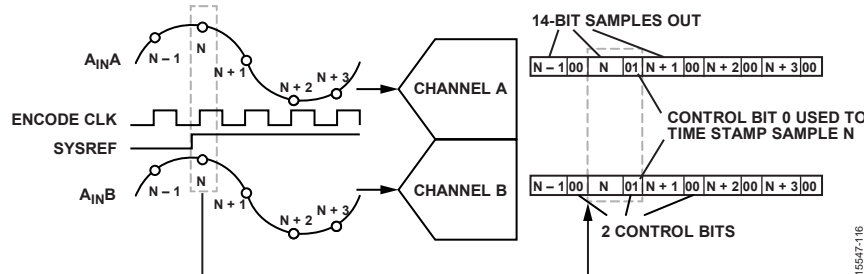 14-BIT SAMPLES OUT
AINA
N – 1
N
N + 1
N + 2
N + 3
CHANNEL A
N – 1 00 N 01 N + 1 00 N + 2 00 N + 3 00
ENCODE CLK
SYSREF
CONTROL BIT 0 USED TO
TIME STAMP SAMPLE N
AINB
N – 1
N
N + 1
N + 2
N + 3
CHANNEL B
N – 1 00 N 01 N + 1 00 N + 2 00 N + 3 00
2 CONTROL BITS
15547-116